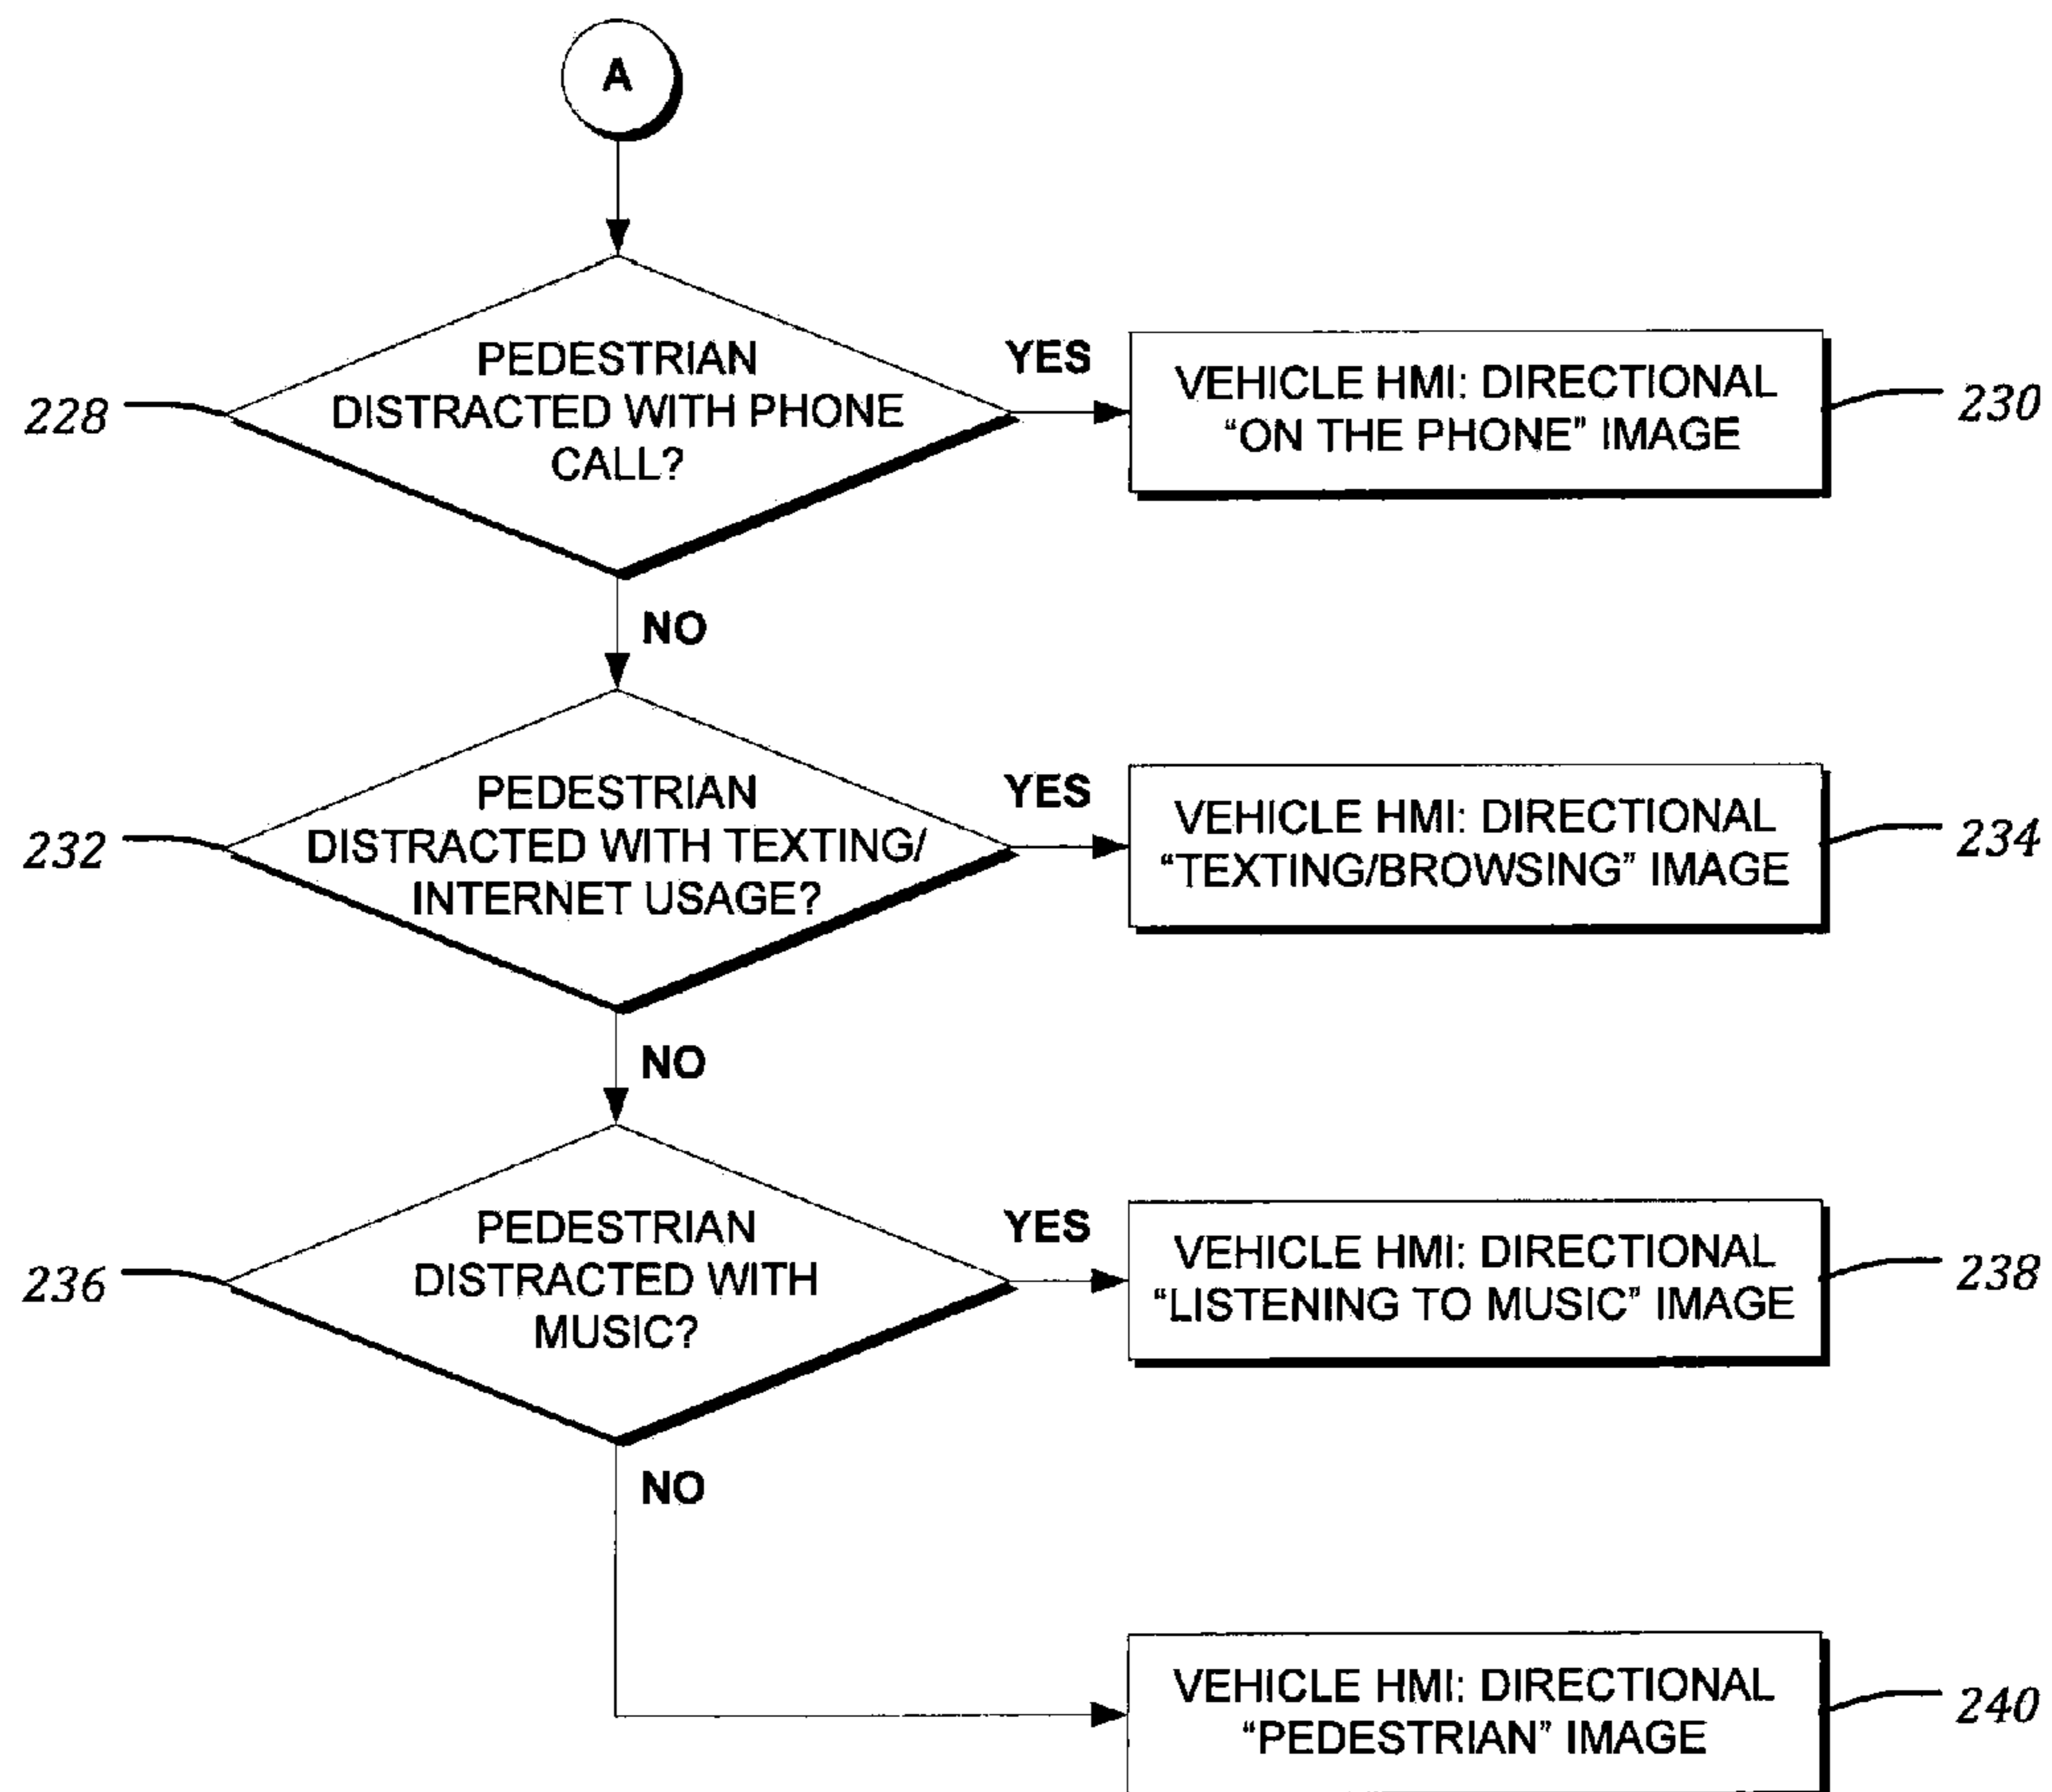 A
PEDESTRIAN
DISTRACTED WITH PHONE
CALL?
228
YES
VEHICLE HMI: DIRECTIONAL
“ON THE PHONE” IMAGE
230
NO
PEDESTRIAN
DISTRACTED WITH TEXTING/
INTERNET USAGE?
232
YES
VEHICLE HMI: DIRECTIONAL
“TEXTING/BROWSING” IMAGE
234
NO
PEDESTRIAN
DISTRACTED WITH
MUSIC?
236
YES
VEHICLE HMI: DIRECTIONAL
“LISTENING TO MUSIC” IMAGE
238
NO
VEHICLE HMI: DIRECTIONAL
“PEDESTRIAN” IMAGE
240